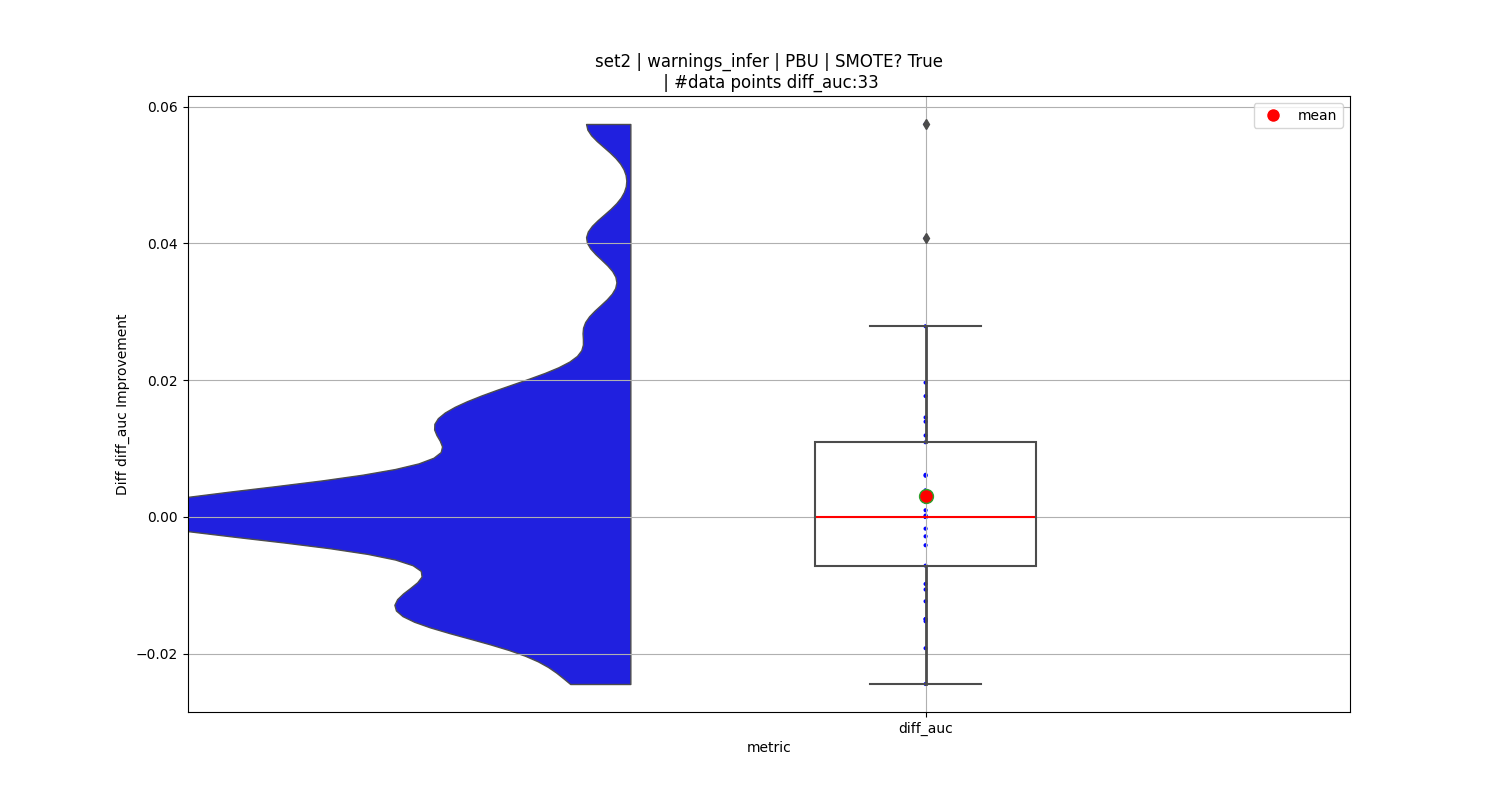 set2 | warnings_infer | PBU | SMOTE? True
| #data points diff_auc:33
mean
0.06
0.04
0.02
0.00
−0.02
Diff diff_auc Improvement
diff_auc
metric